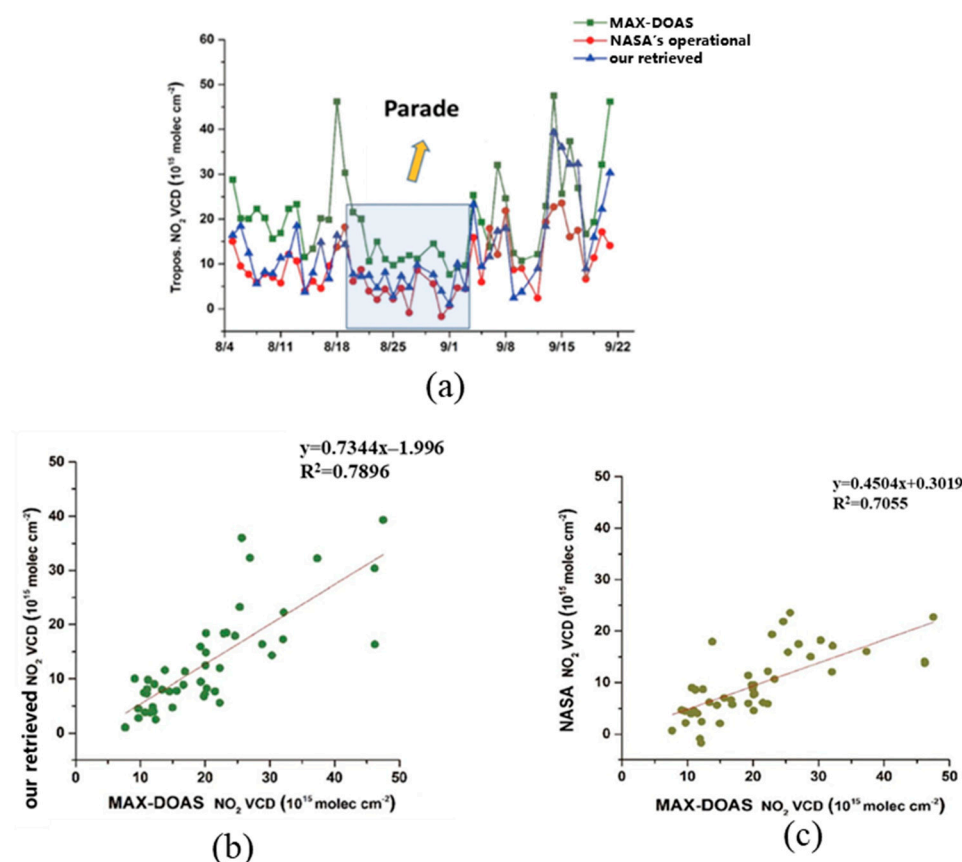 MAX-DOAS
NASA's operational
our retrieved
Parade
Tropos. NO₂ VCD (10¹⁵ molec cm⁻²)
60
50
40
30
20
10
0
8/4 8/11 8/18 8/25 9/1 9/8 9/15 9/22
(a)
y=0.7344x−1.996
R²=0.7896
our retrieved NO₂ VCD (10¹⁵ molec cm⁻²)
50
40
30
20
10
0
0 10 20 30 40 50
MAX-DOAS NO₂ VCD (10¹⁵ molec cm⁻²)
(b)
y=0.4504x+0.3019
R²=0.7055
NASA NO₂ VCD (10¹⁵ molec cm⁻²)
50
40
30
20
10
0
0 10 20 30 40 50
MAX-DOAS NO₂ VCD (10¹⁵ molec cm⁻²)
(c)